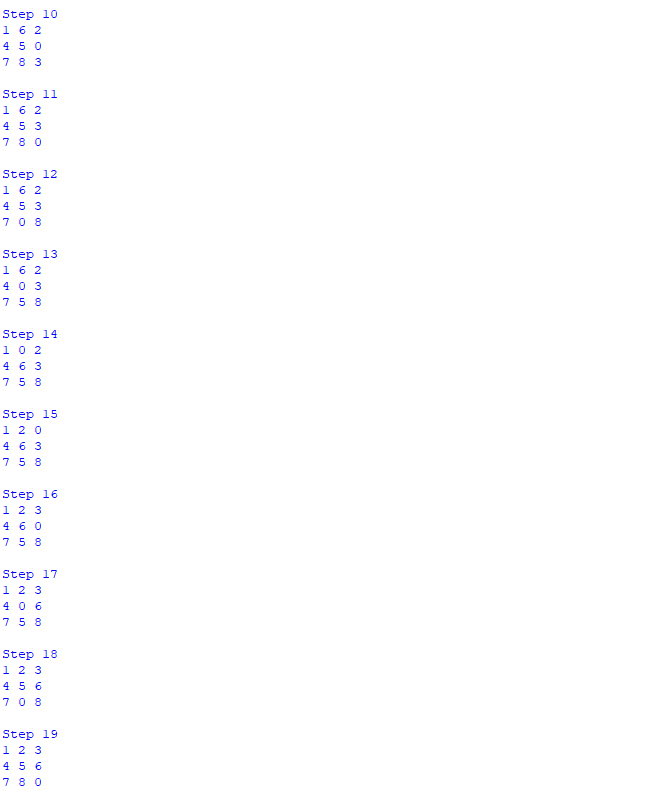 Step 10
1 6 2
4 5 0
7 8 3

Step 11
1 6 2
4 5 3
7 8 0

Step 12
1 6 2
4 5 3
7 0 8

Step 13
1 6 2
4 0 3
7 5 8

Step 14
1 0 2
4 6 3
7 5 8

Step 15
1 2 0
4 6 3
7 5 8

Step 16
1 2 3
4 6 0
7 5 8

Step 17
1 2 3
4 0 6
7 5 8

Step 18
1 2 3
4 5 6
7 0 8

Step 19
1 2 3
4 5 6
7 8 0